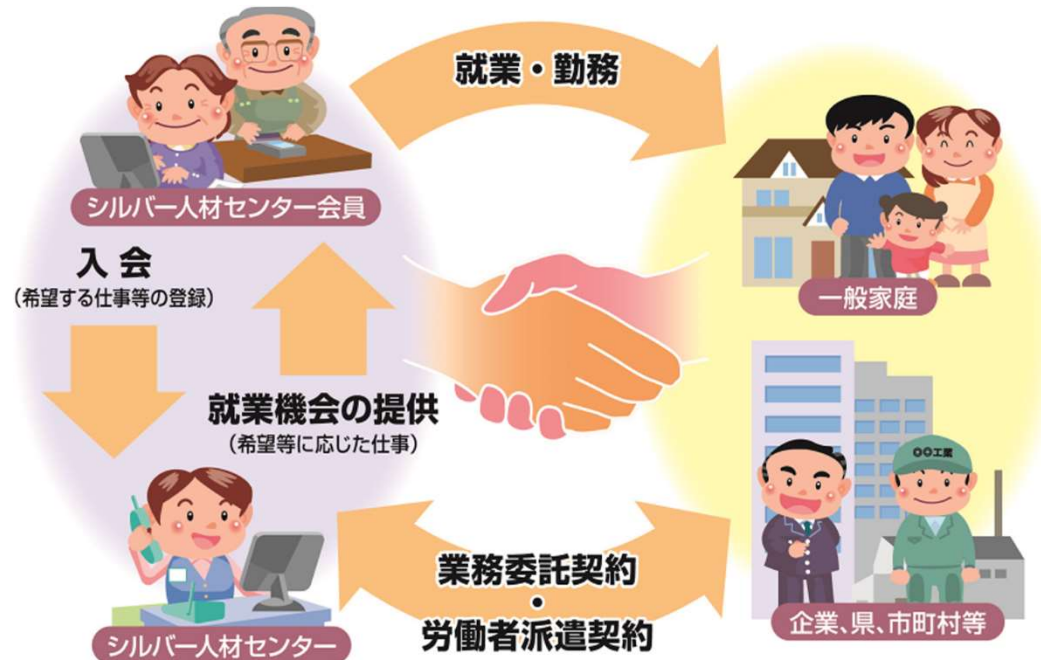 就業・勤務
シルバー人材センター会員
入会
(希望する仕事等の登録)
一般家庭
就業機会の提供
(希望等に応じた仕事)
〇〇工業
業務委託契約
・
労働者派遣契約
企業、県、市町村等
シルバー人材センター